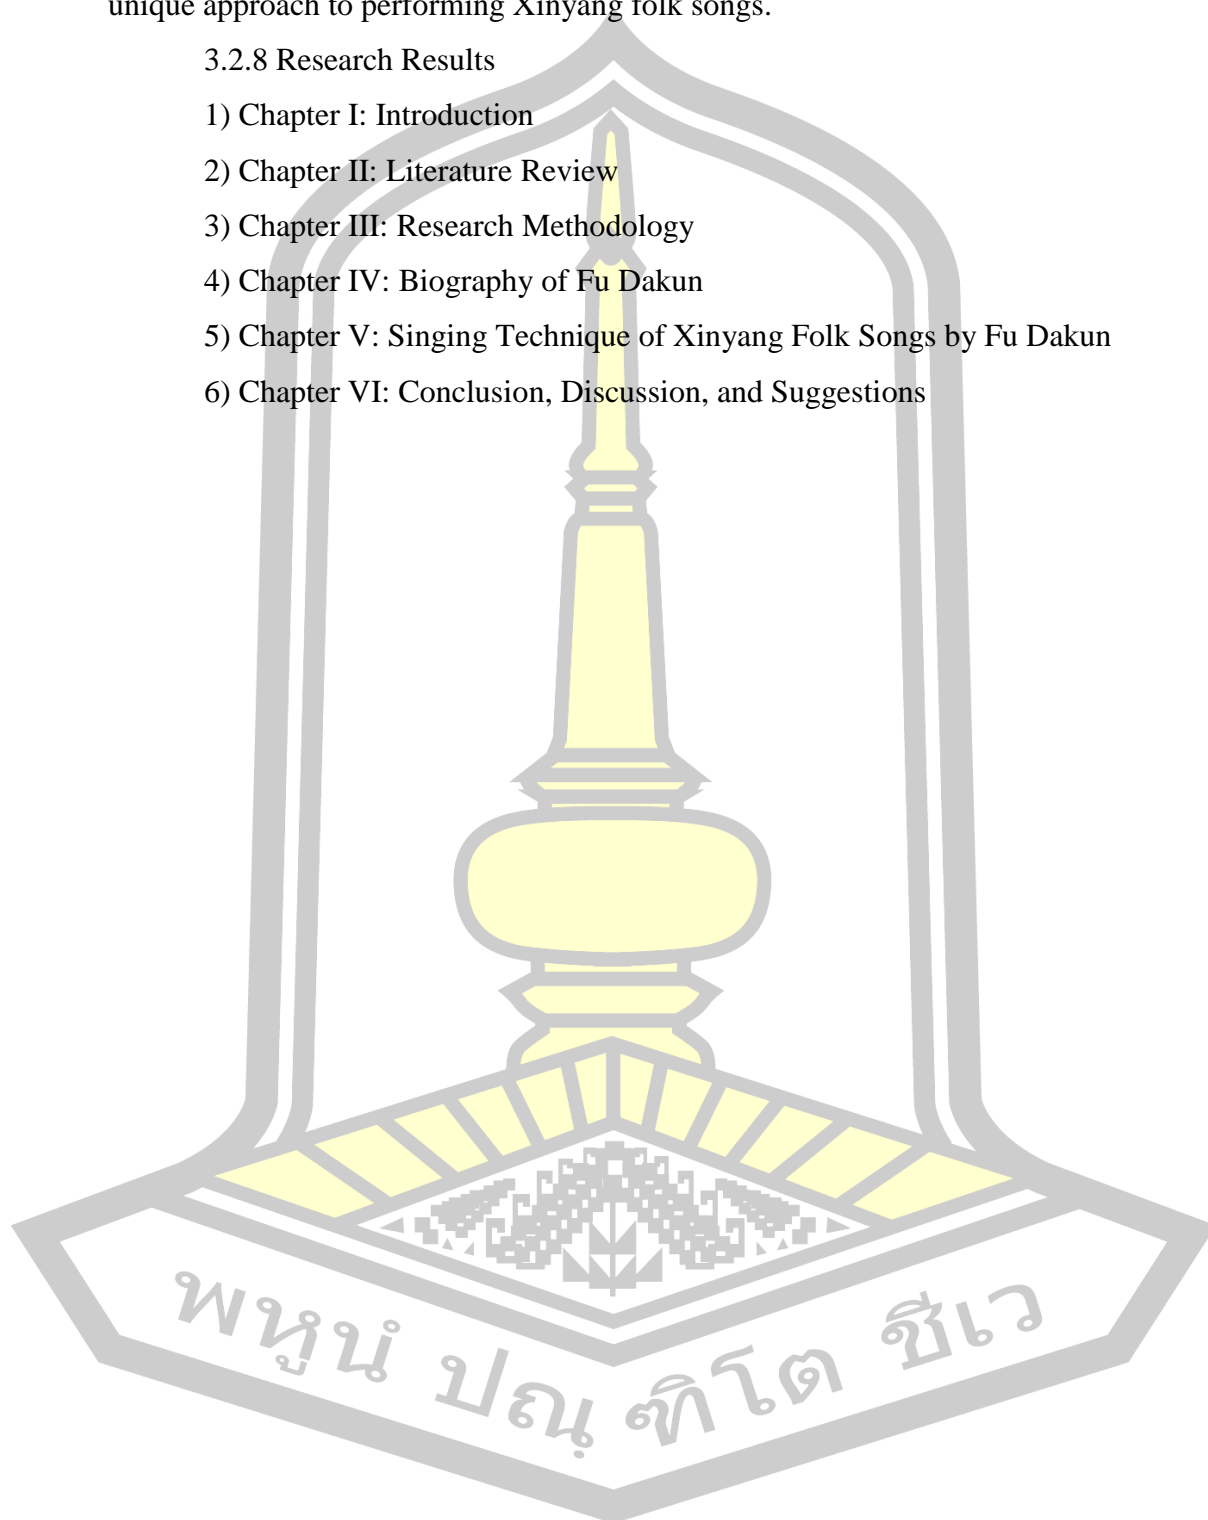 unique approach to performing Xinyang folk songs.
3.2.8 Research Results
1) Chapter I: Introduction
2) Chapter II: Literature Review
3) Chapter III: Research Methodology
4) Chapter IV: Biography of Fu Dakun
5) Chapter V: Singing Technique of Xinyang Folk Songs by Fu Dakun
6) Chapter VI: Conclusion, Discussion, and Suggestions
พหูนํ ปณฺ ฑิโต ชีเว